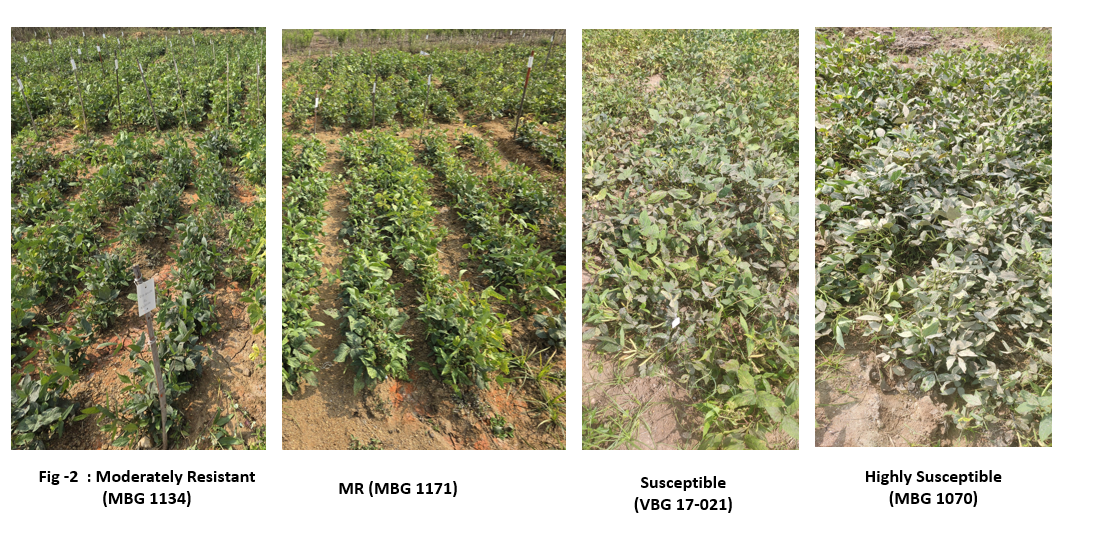 Fig -2  : Moderately Resistant
(MBG 1134)
MR (MBG 1171)
Susceptible
(VBG 17-021)
Highly Susceptible
(MBG 1070)